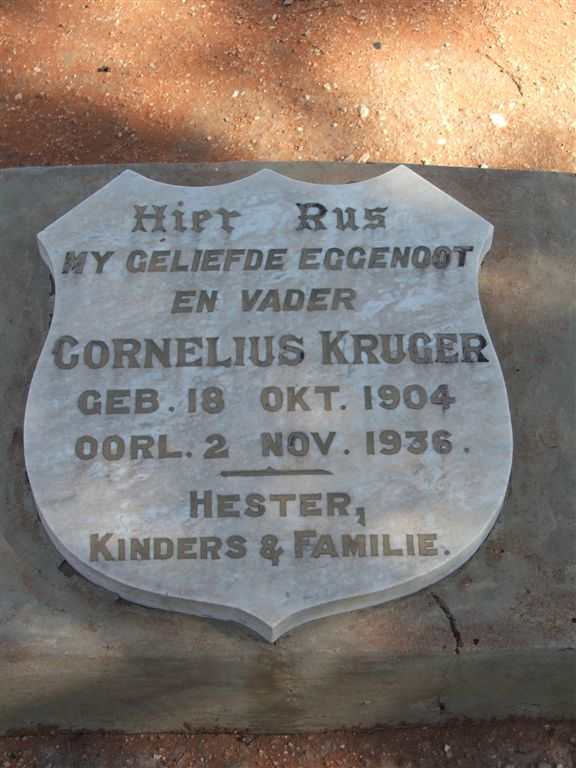 Hier Rus
MY GELIEFDE EGGENOOT
EN VADER
CORNELIUS KRUGER
GEB. 18 OKT. 1904
OORL. 2 NOV. 1936.
HESTER,
KINDERS & FAMILIE.